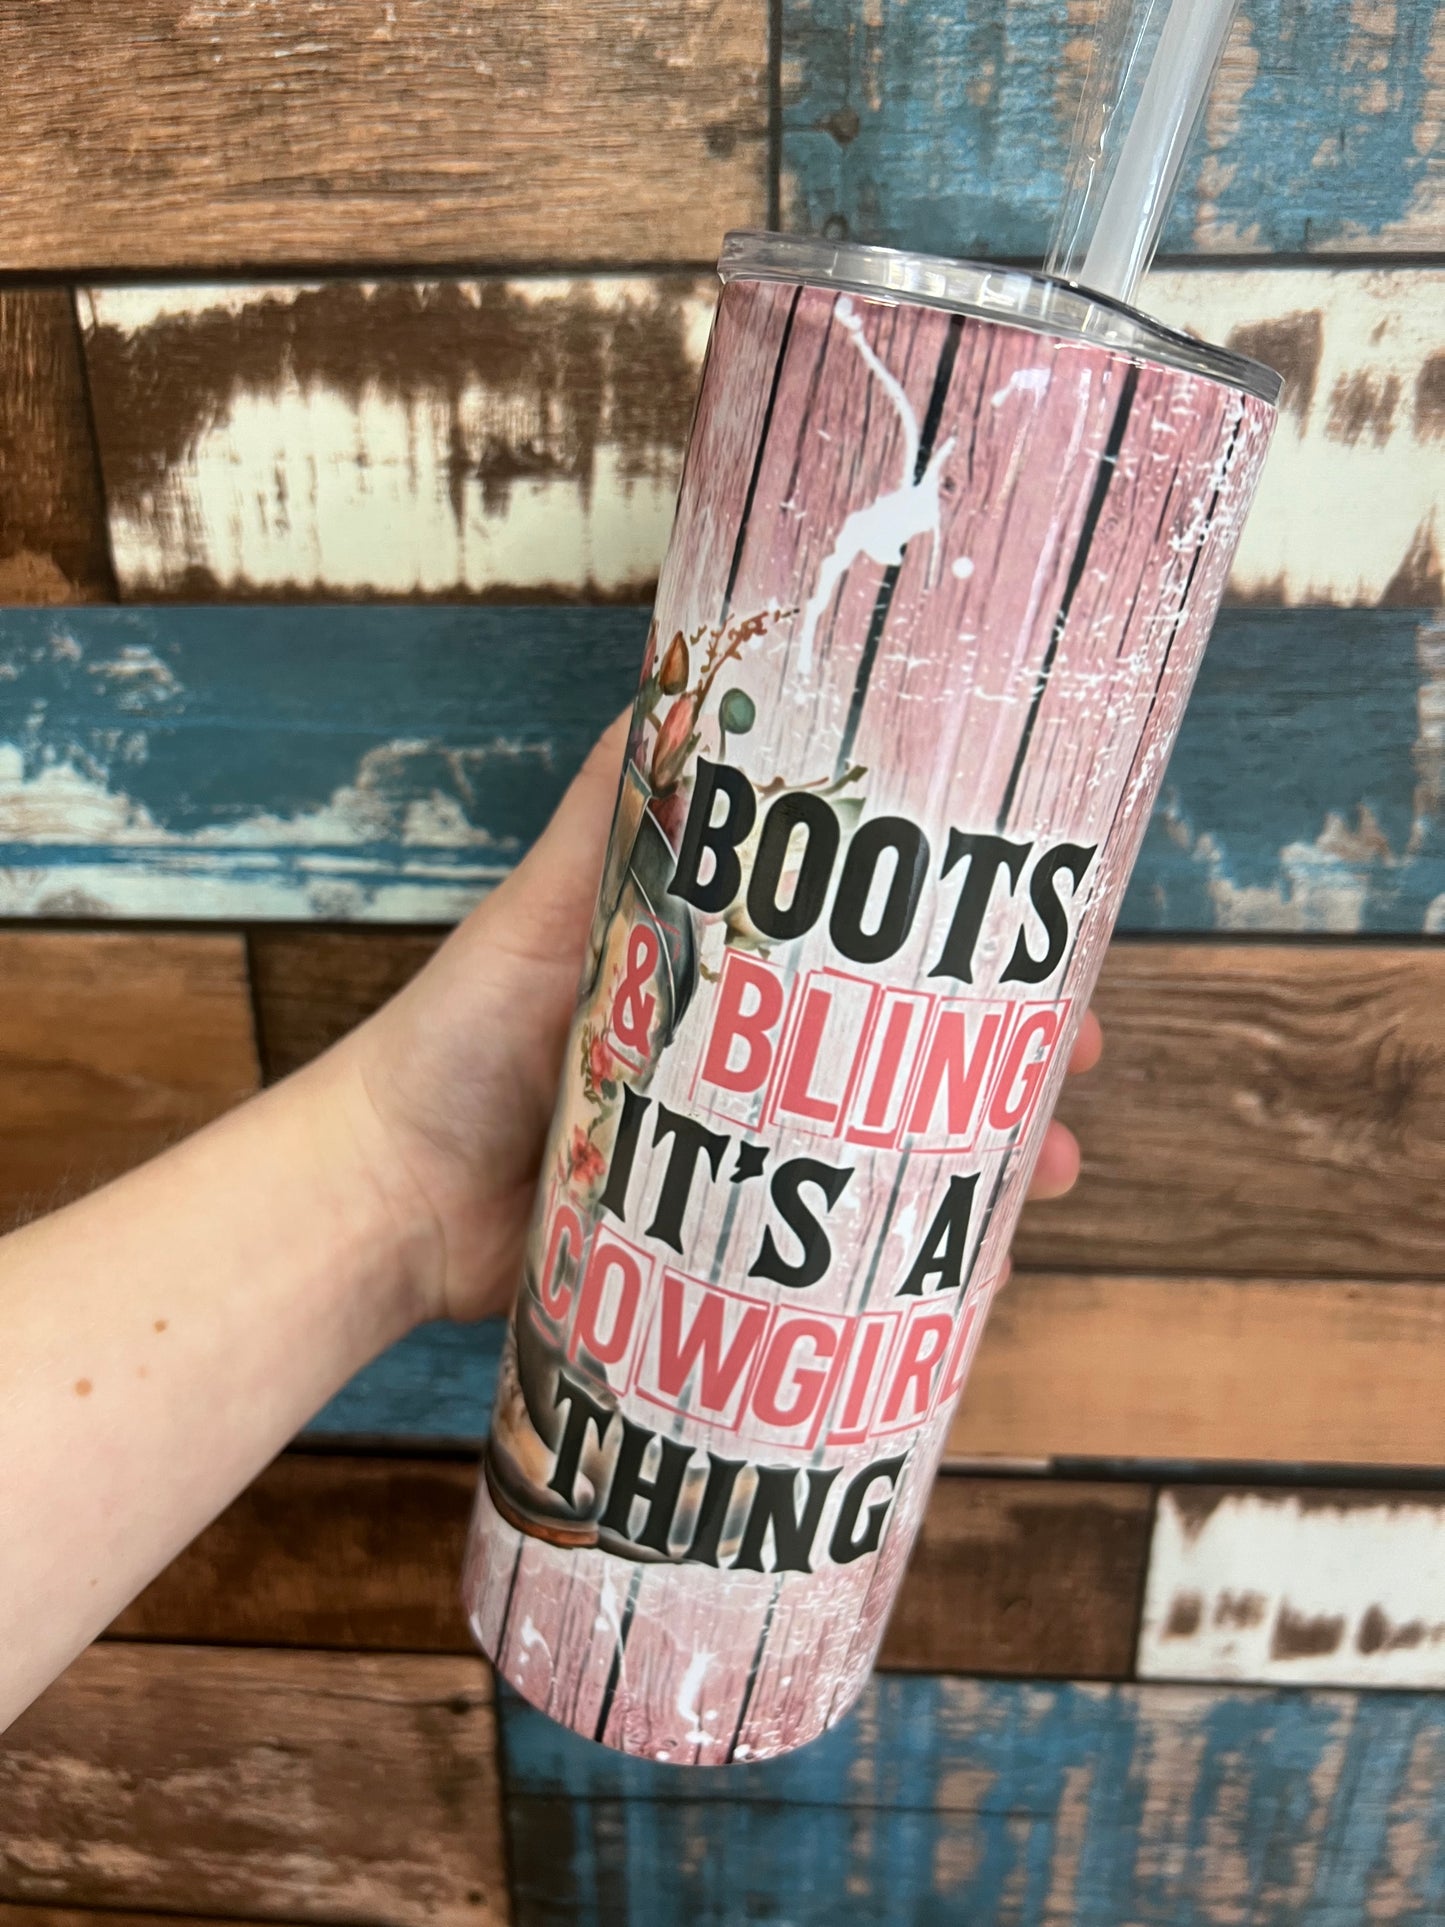 BOOTS
& BLING
IT'S A
COWGIRL
THING